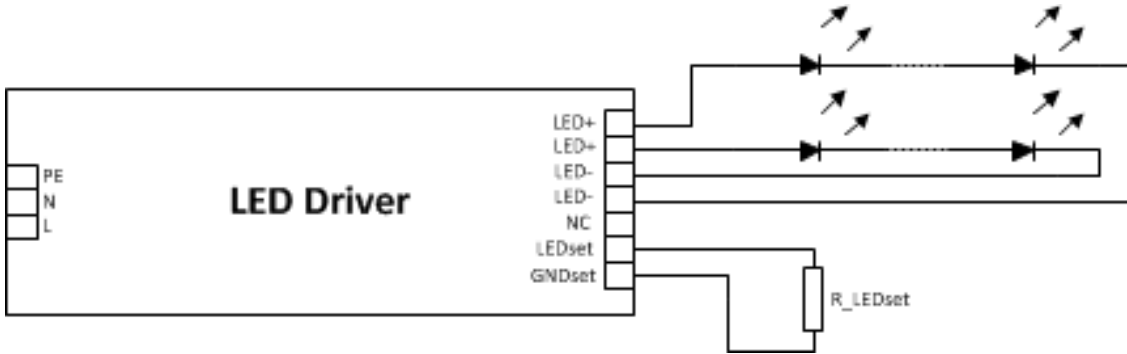 PE
N
L
LED Driver
LED+
LED+
LED-
LED-
NC
LEDset
GNDset
R_LEDset